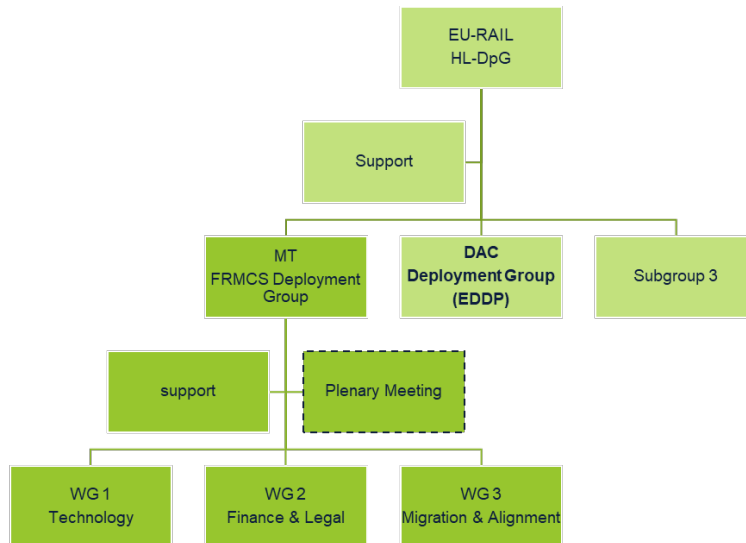 EU-RAIL
HL-DpG
Support
MT
FRMCS Deployment
Group
DAC
Deployment Group
(EDDP)
Subgroup 3
support
Plenary Meeting
WG 1
Technology
WG 2
Finance & Legal
WG 3
Migration & Alignment